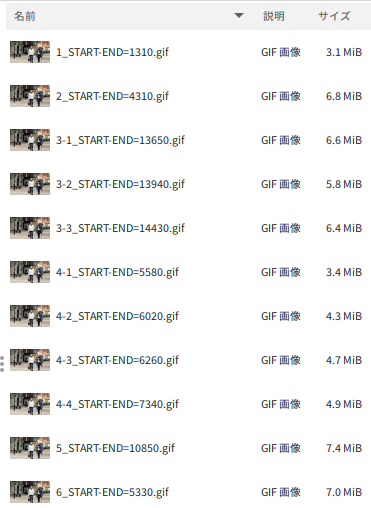 名前 説明 サイズ
1_START-END=1310.gif GIF 画像 3.1 MiB
2_START-END=4310.gif GIF 画像 6.8 MiB
3-1_START-END=13650.gif GIF 画像 6.6 MiB
3-2_START-END=13940.gif GIF 画像 5.8 MiB
3-3_START-END=14430.gif GIF 画像 6.4 MiB
4-1_START-END=5580.gif GIF 画像 3.4 MiB
4-2_START-END=6020.gif GIF 画像 4.3 MiB
4-3_START-END=6260.gif GIF 画像 4.7 MiB
4-4_START-END=7340.gif GIF 画像 4.9 MiB
5_START-END=10850.gif GIF 画像 7.4 MiB
6_START-END=5330.gif GIF 画像 7.0 MiB